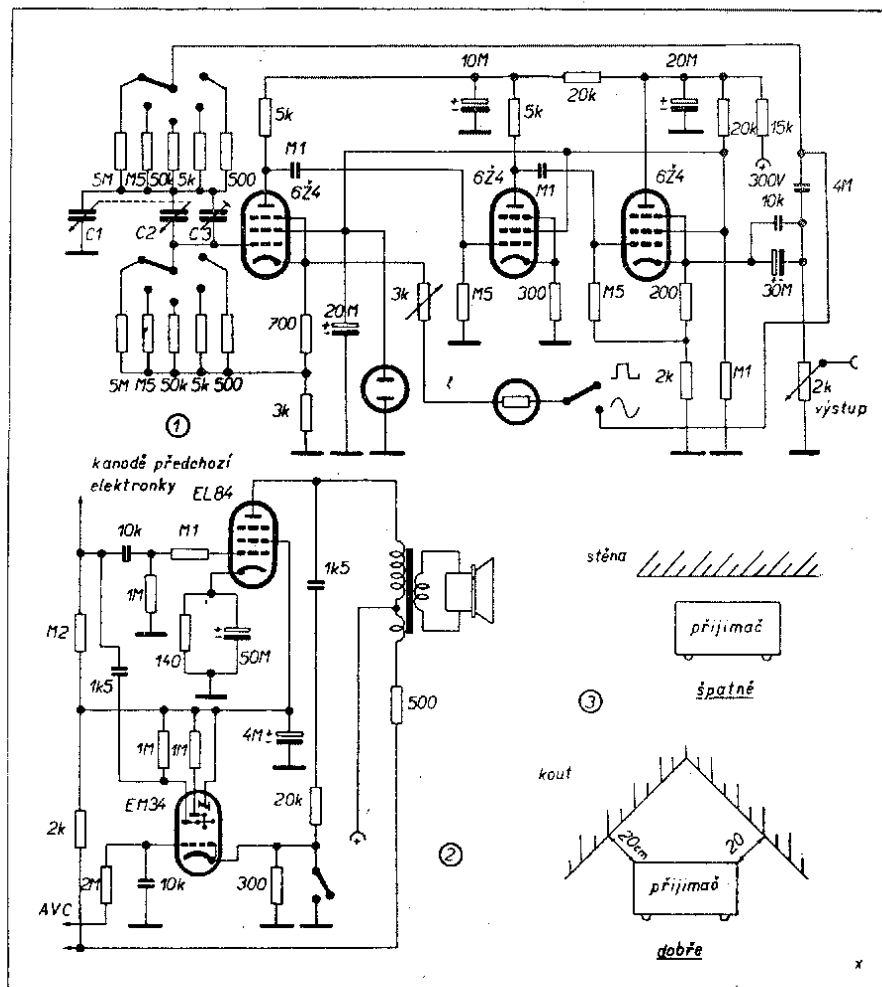 10M
20M
5k
5k
20k
20k
15k
M1
M1
6Ž4
6Ž4
6Ž4
300V
4M
10k
5M M5 50k 5k 500
C1 C2 C3
3k
M5
300
M5
200
30M
700
20M
5M M5 50k 5k 500
3k
2k
M1
2k
výstup
1
kanodě předchozí
elektronky
EL84
10k
M1
1M
1k5
stěna
M2
140
50M
přijímač
1k5
500
3
špatně
1M
1M
4M
kout
EM34
20k
20cm
20
2k
2
2M
10k
300
přijímač
AVC
dobře
x